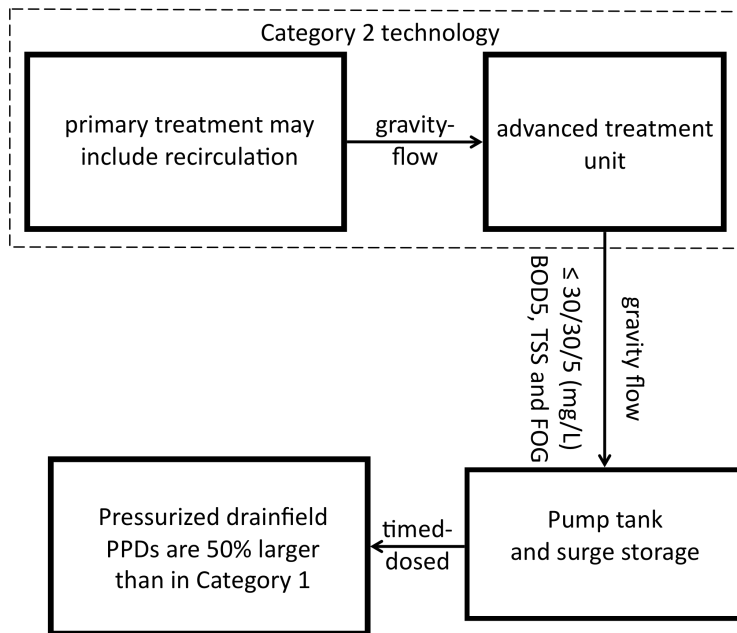 Category 2 technology
primary treatment may
include recirculation
gravity-
flow
advanced treatment
unit
≤ 30/30/5 (mg/L)
BOD5, TSS and FOG
gravity flow
Pump tank
and surge storage
timed-
dosed
Pressurized drainfield
PPDs are 50% larger
than in Category 1